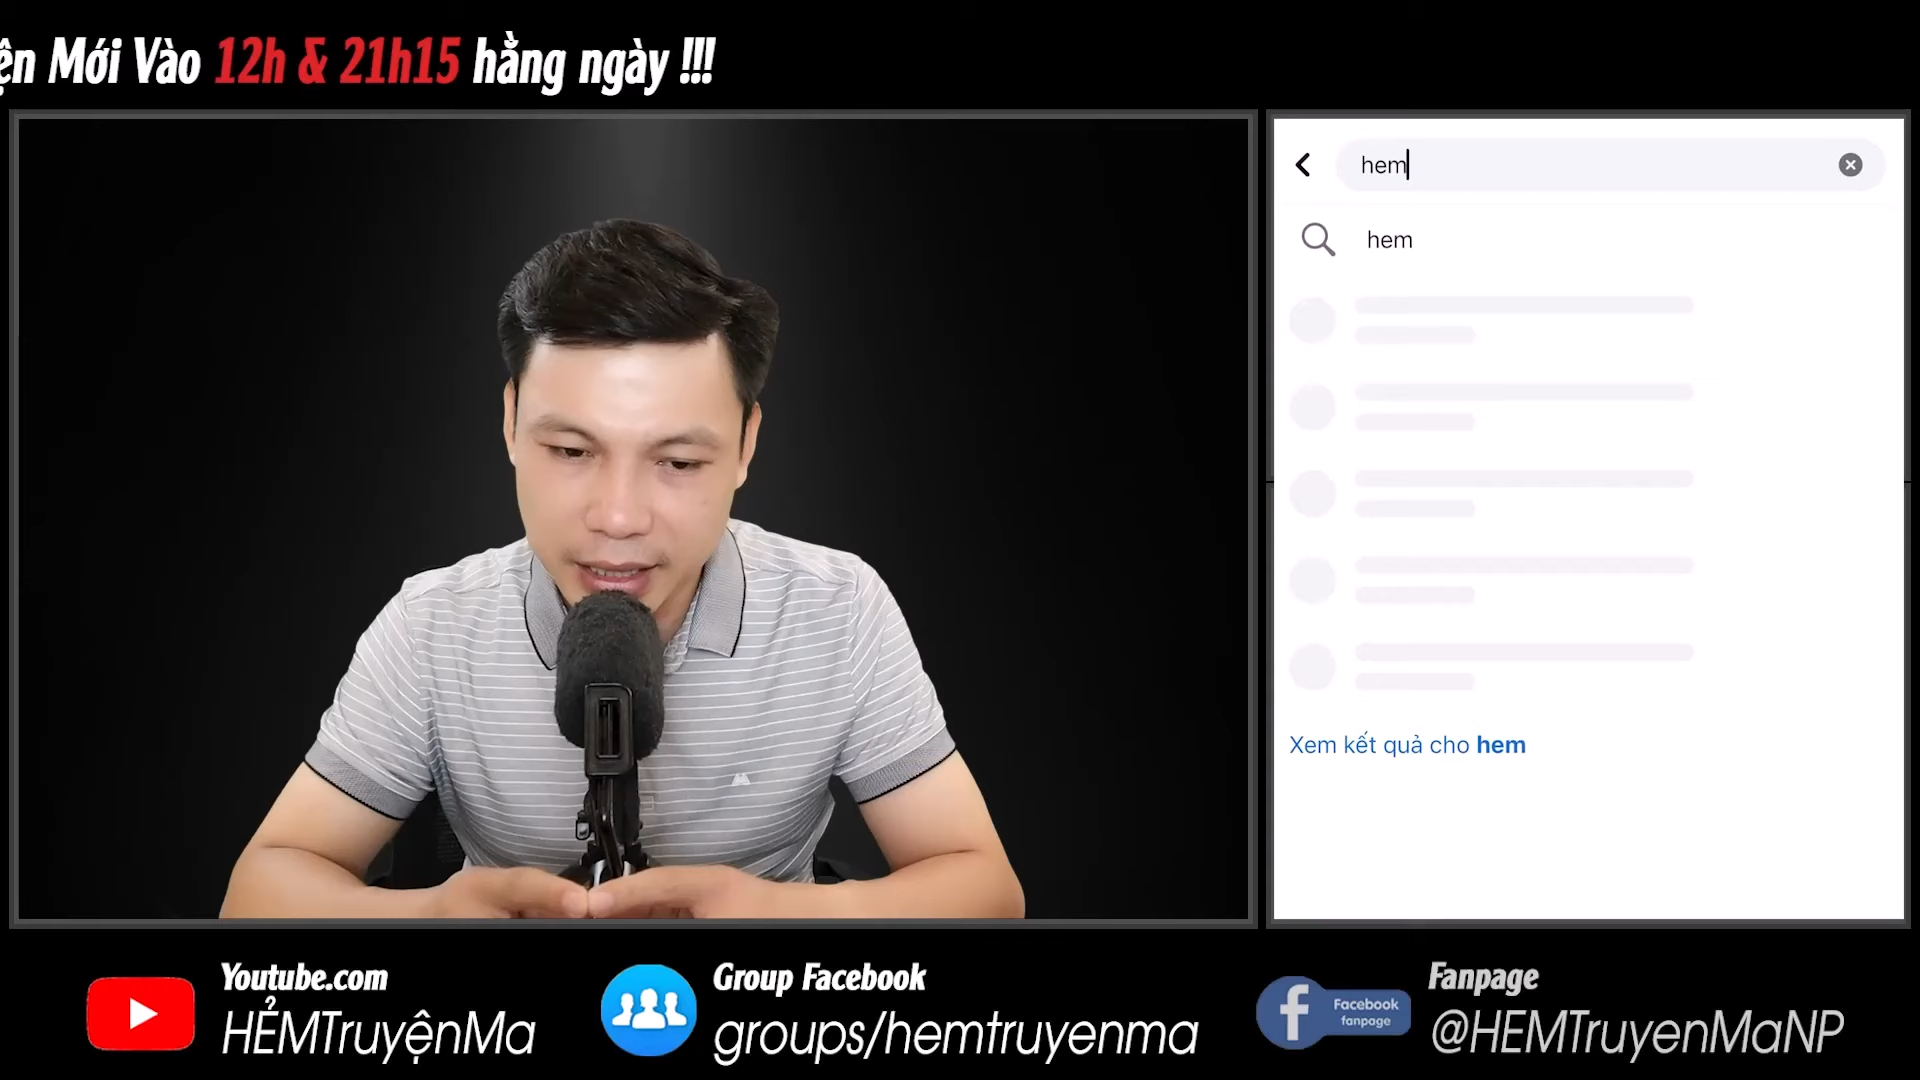 Mới Vào 12h & 21h15 hằng ngày !!!
hem
hem
Xem kết quả cho hem
Youtube.com
HẺMTruyệnMa
Group Facebook
groups/hemtruyenma
Facebook
fanpage
Fanpage
@HEMTruyenMaNP